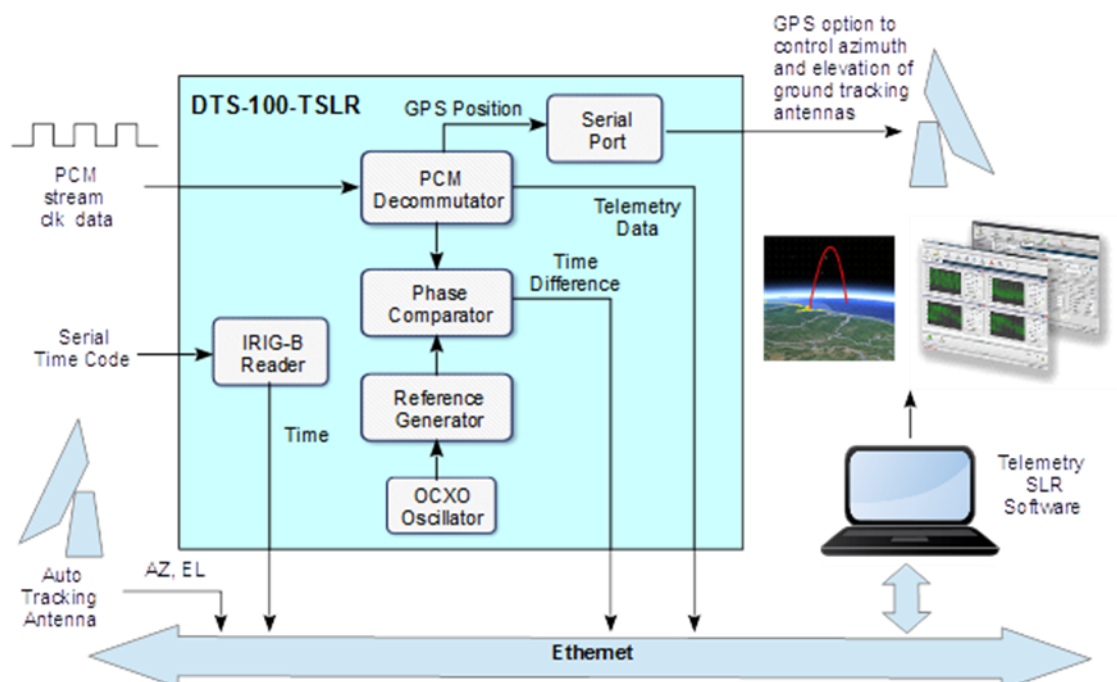 GPS option to
control azimuth
and elevation of
ground tracking
antennas
DTS-100-TSLR
GPS Position
Serial
Port
PCM
stream
clk data
PCM
Decommutator
Telemetry
Data
Time
Difference
Phase
Comparator
Serial
Time Code
IRIG-B
Reader
Reference
Generator
Time
OCXO
Oscillator
Telemetry
SLR
Software
Auto
Tracking
Antenna
AZ, EL
Ethernet